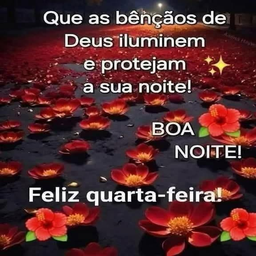 Que as bênçãos de
Deus iluminem
e protejam
a sua noite!
BOA
NOITE!
Feliz quarta-feira!